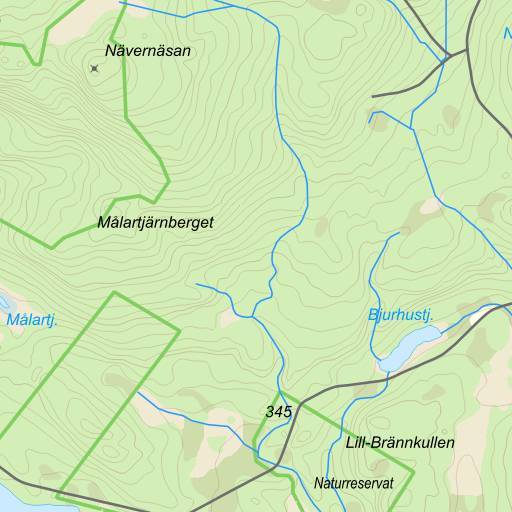 Nävernäsan
N
Målartjärnberget
Målartj.
Bjurhustj.
345
Lill-Brännkullen
Naturreservat